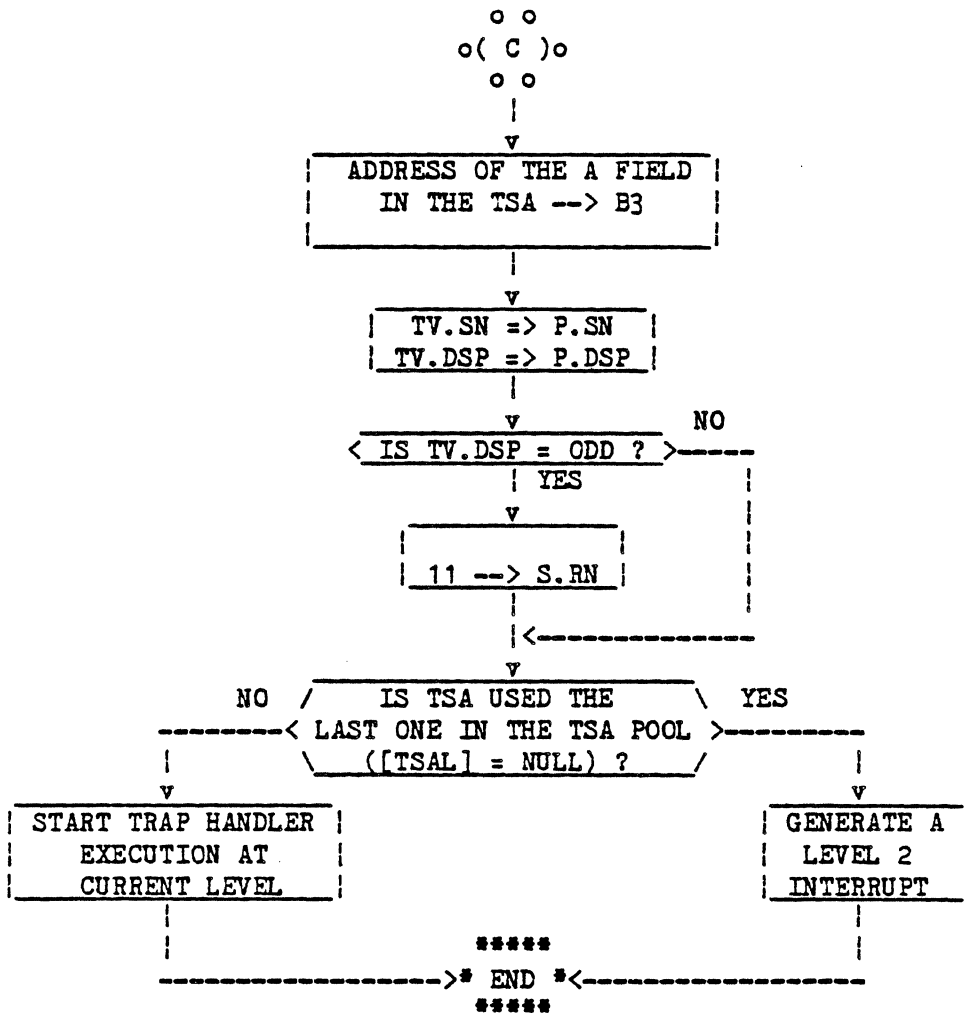 ( C )
ADDRESS OF THE A FIELD
IN THE TSA --> B3
TV.SN => P.SN
TV.DSP => P.DSP
NO
< IS TV.DSP = ODD ? >
YES
11 --> S.RN
NO
IS TSA USED THE
LAST ONE IN THE TSA POOL
([TSAL] = NULL) ?
YES
START TRAP HANDLER
EXECUTION AT
CURRENT LEVEL
GENERATE A
LEVEL 2
INTERRUPT
*****
* END *
*****